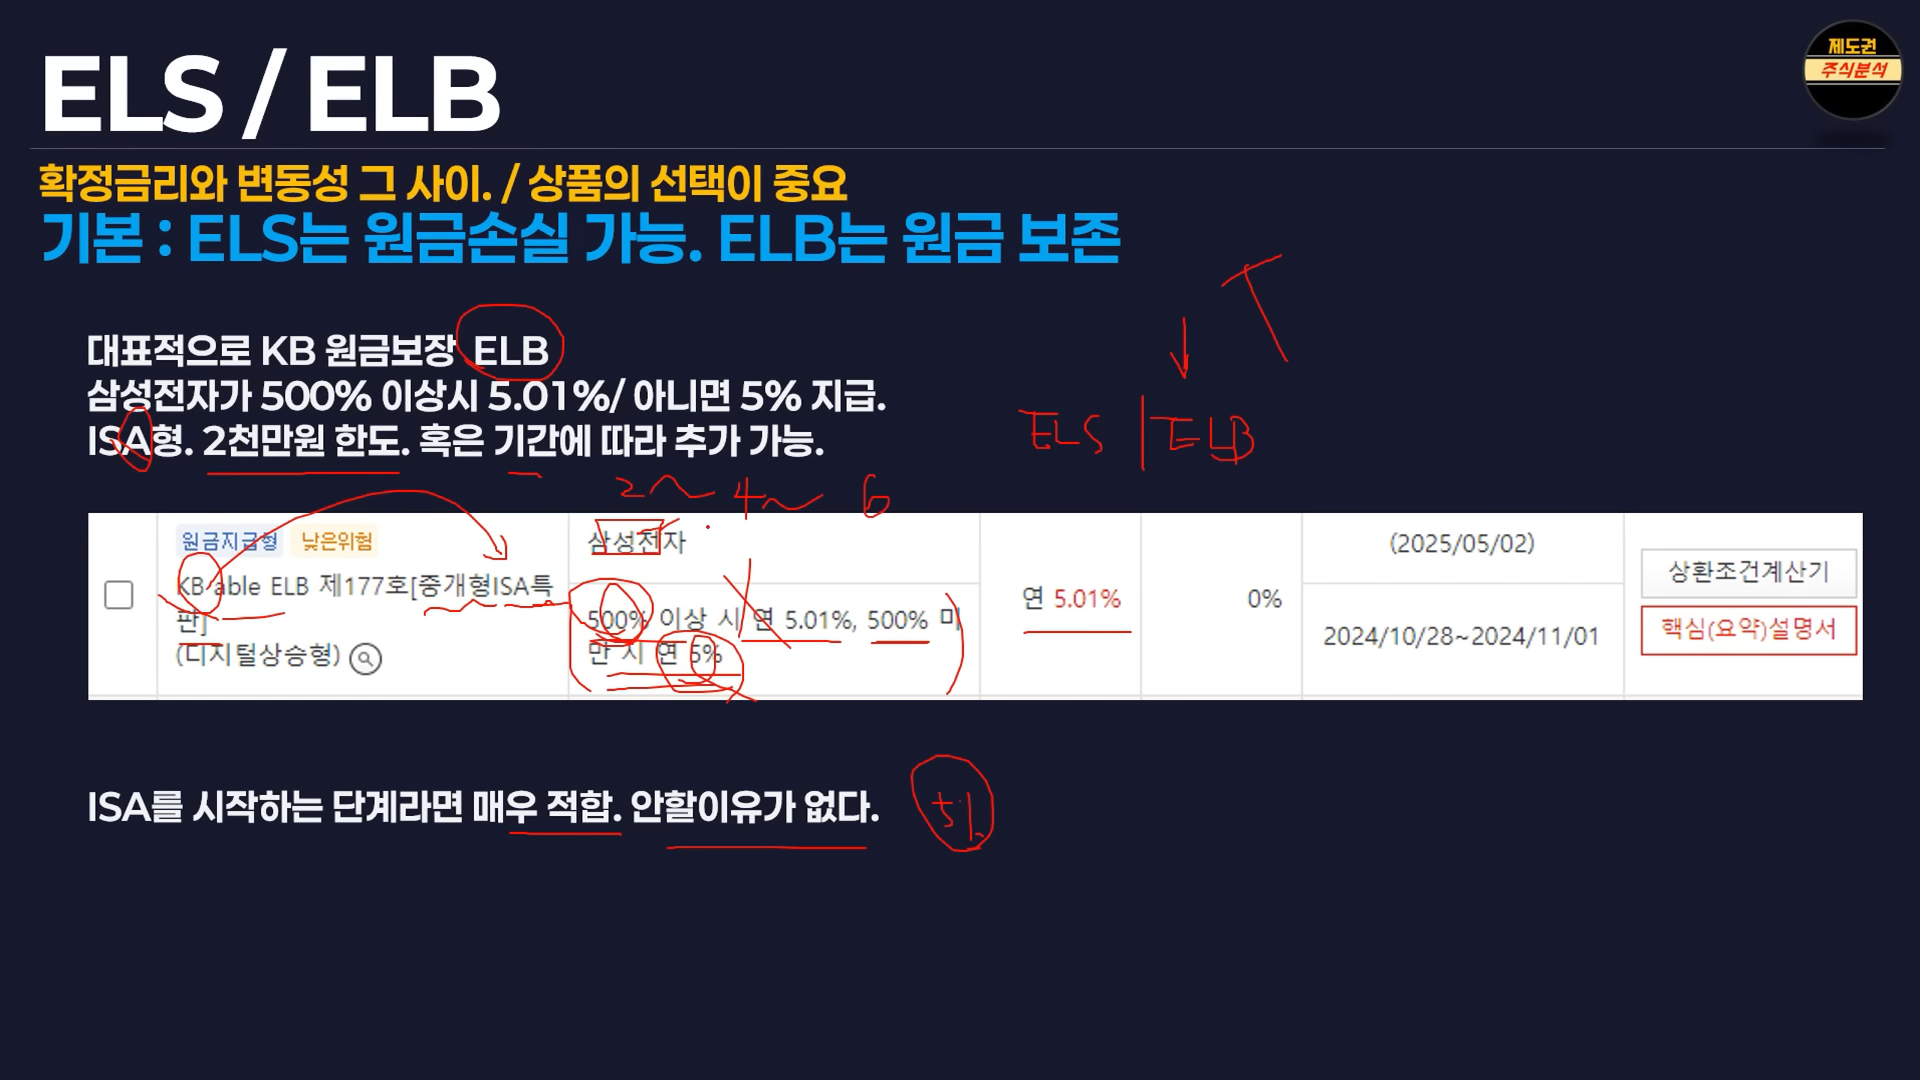 ELS / ELB
제도권
주식분석
확정금리와 변동성 그 사이. / 상품의 선택이 중요
기본 : ELS는 원금손실 가능. ELB는 원금 보존
대표적으로 KB 원금보장 ELB
삼성전자가 500% 이상시 5.01%/ 아니면 5% 지급.
ISA형. 2천만원 한도. 혹은 기간에 따라 추가 가능.
ELS | ELB
2~4~6
원금지급형 낮은위험
KB able ELB 제177호[중개형ISA특
판]
(디지털상승형)
삼성전자
500% 이상 시 연 5.01%, 500% 미
만 시 연 5%
연 5.01%
0%
(2025/05/02)
2024/10/28~2024/11/01
상환조건계산기
핵심(요약)설명서
ISA를 시작하는 단계라면 매우 적합. 안할이유가 없다.